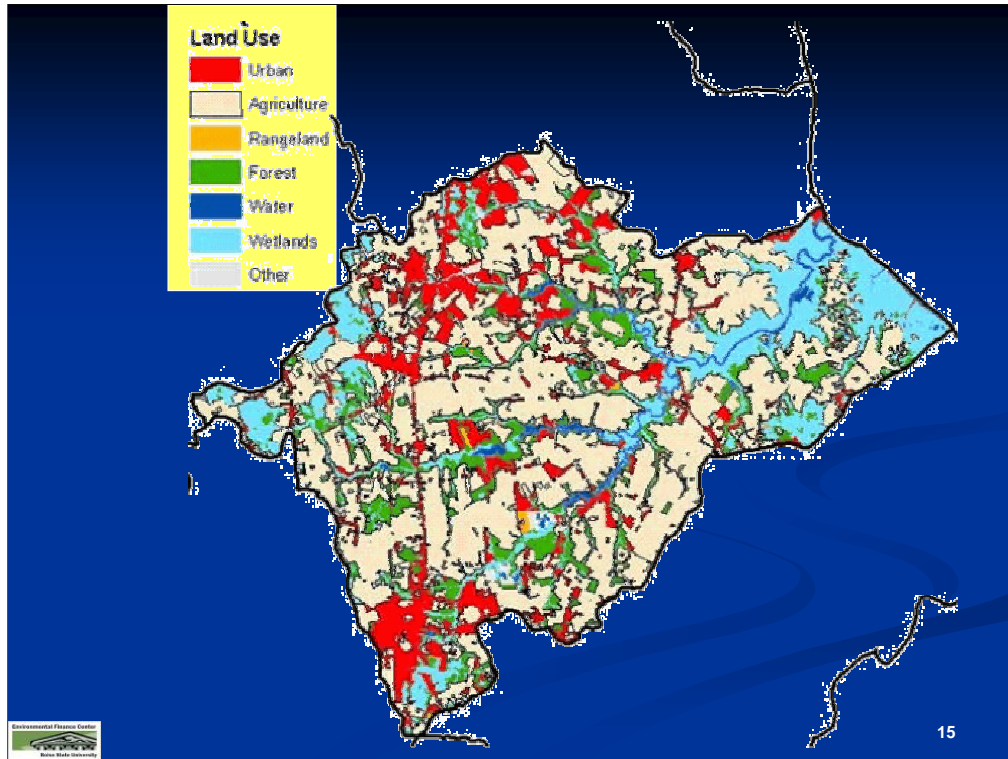 Land Use
Urban
Agriculture
Rangeland
Forest
Water
Wetlands
Other
Environmental Finance Center
Boise State University
15